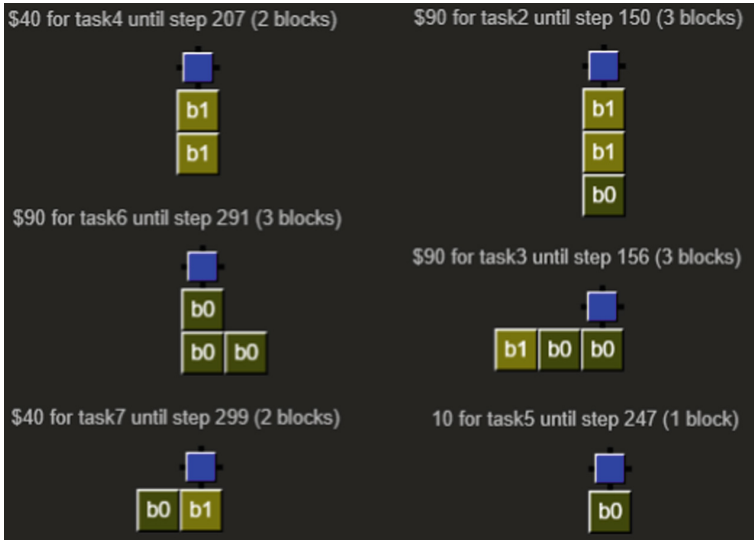 $40 for task4 until step 207 (2 blocks)
b1
b1
$90 for task2 until step 150 (3 blocks)
b1
b1
b0
$90 for task6 until step 291 (3 blocks)
b0
b0 b0
$90 for task3 until step 156 (3 blocks)
b1 b0 b0
$40 for task7 until step 299 (2 blocks)
b0 b1
10 for task5 until step 247 (1 block)
b0